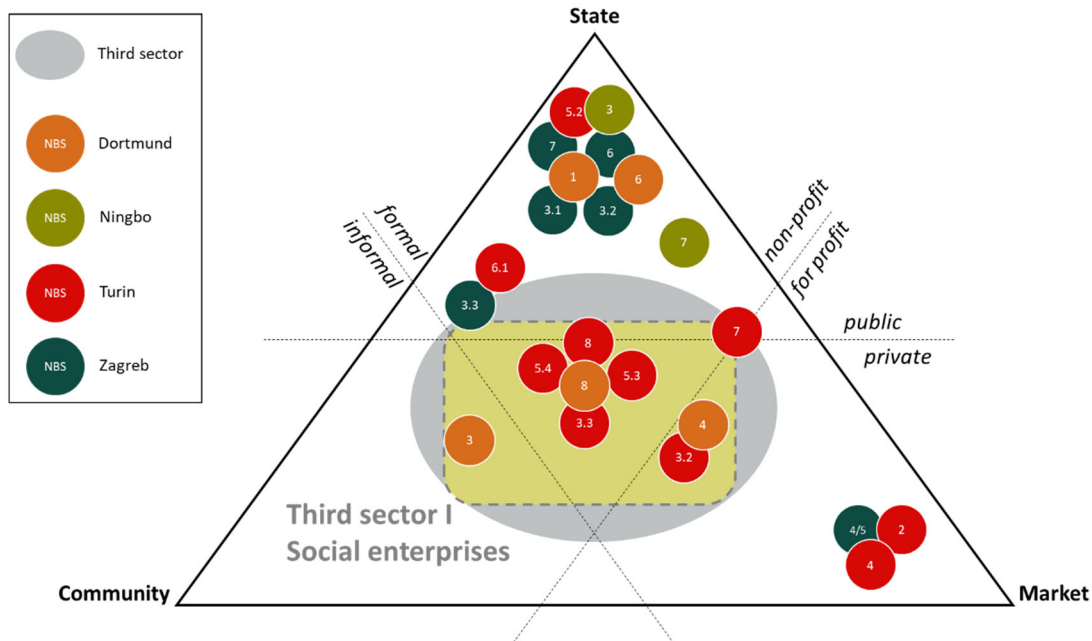 State
Third sector
NBS
Dortmund
NBS
Ningbo
NBS
Turin
NBS
Zagreb
5.2
3
7
6
1
6
3.1
3.2
7
formal
informal
non-profit
for profit
6.1
3.3
7
public
private
8
5.4
5.3
8
3.3
3
4
3.2
Third sector I
Social enterprises
4/5
2
4
Community
Market